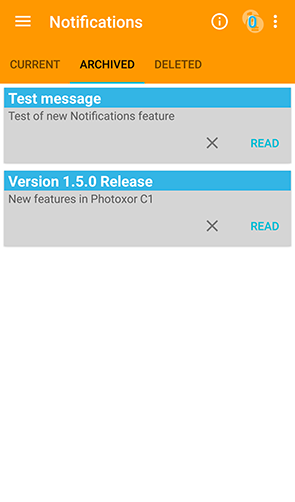 Notifications
0
CURRENT ARCHIVED DELETED
Test message
Test of new Notifications feature
READ
Version 1.5.0 Release
New features in Photoxor C1
READ